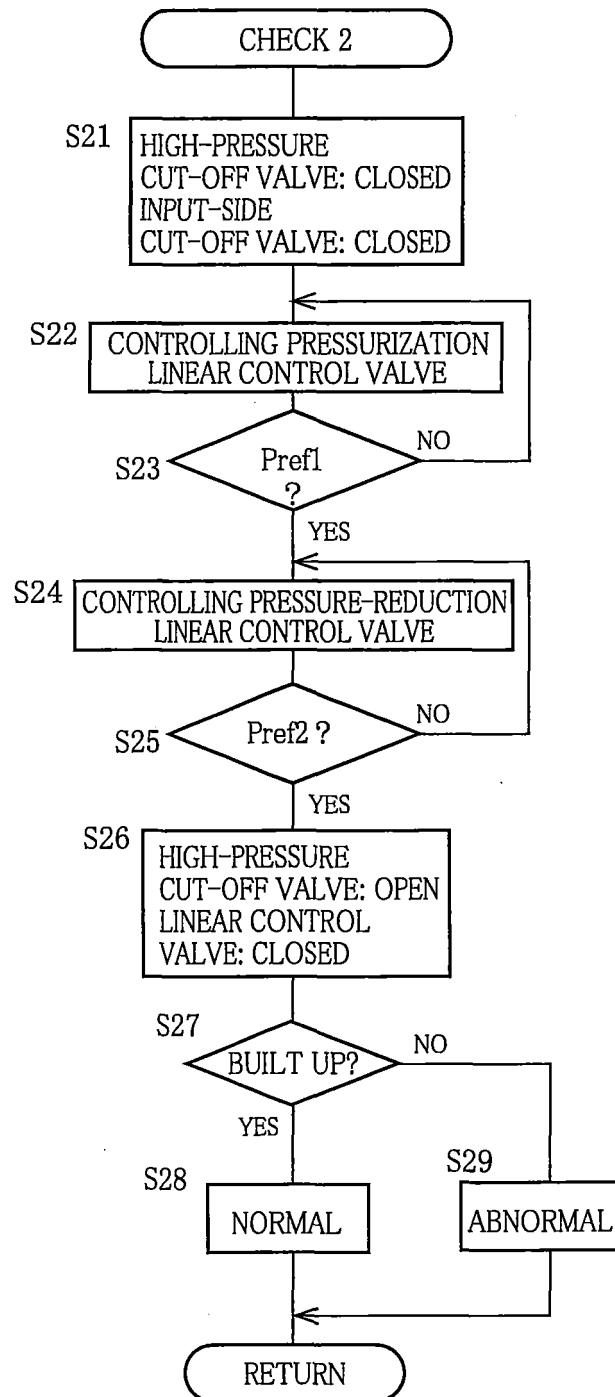 CHECK 2
S21
HIGH-PRESSURE
CUT-OFF VALVE: CLOSED
INPUT-SIDE
CUT-OFF VALVE: CLOSED
S22
CONTROLLING PRESSURIZATION
LINEAR CONTROL VALVE
S23
Pref1
?
NO
YES
S24
CONTROLLING PRESSURE-REDUCTION
LINEAR CONTROL VALVE
S25
Pref2 ?
NO
YES
S26
HIGH-PRESSURE
CUT-OFF VALVE: OPEN
LINEAR CONTROL
VALVE: CLOSED
S27
BUILT UP?
NO
YES
S28
NORMAL
S29
ABNORMAL
RETURN